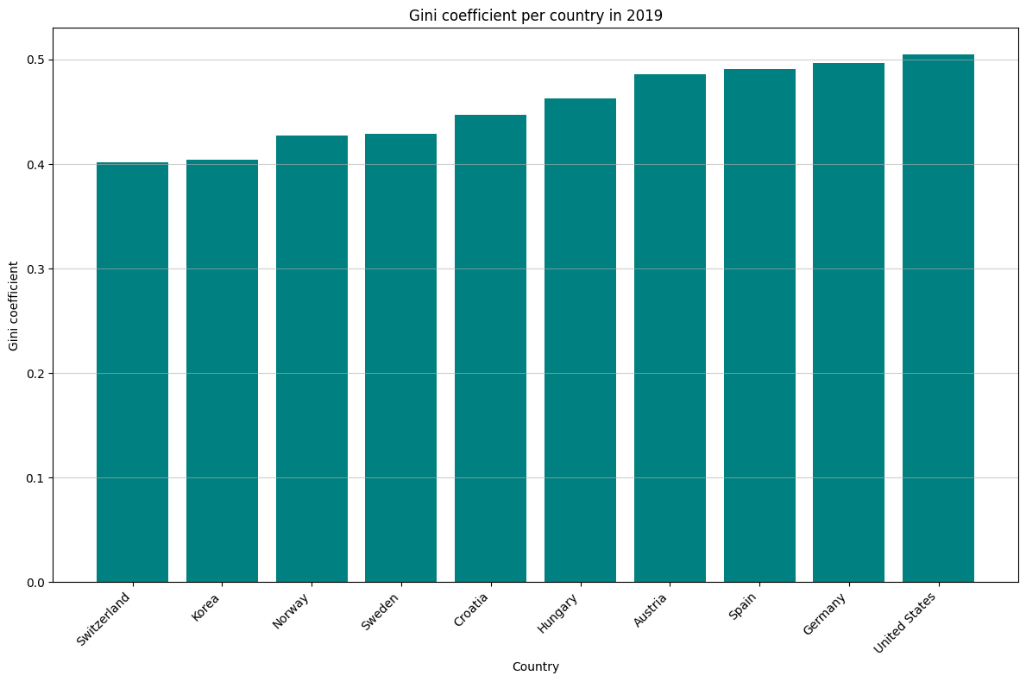 Gini coefficient per country in 2019
Gini coefficient
0.5
0.4
0.3
0.2
0.1
0.0
Switzerland
Korea
Norway
Sweden
Croatia
Hungary
Austria
Spain
Germany
United States
Country